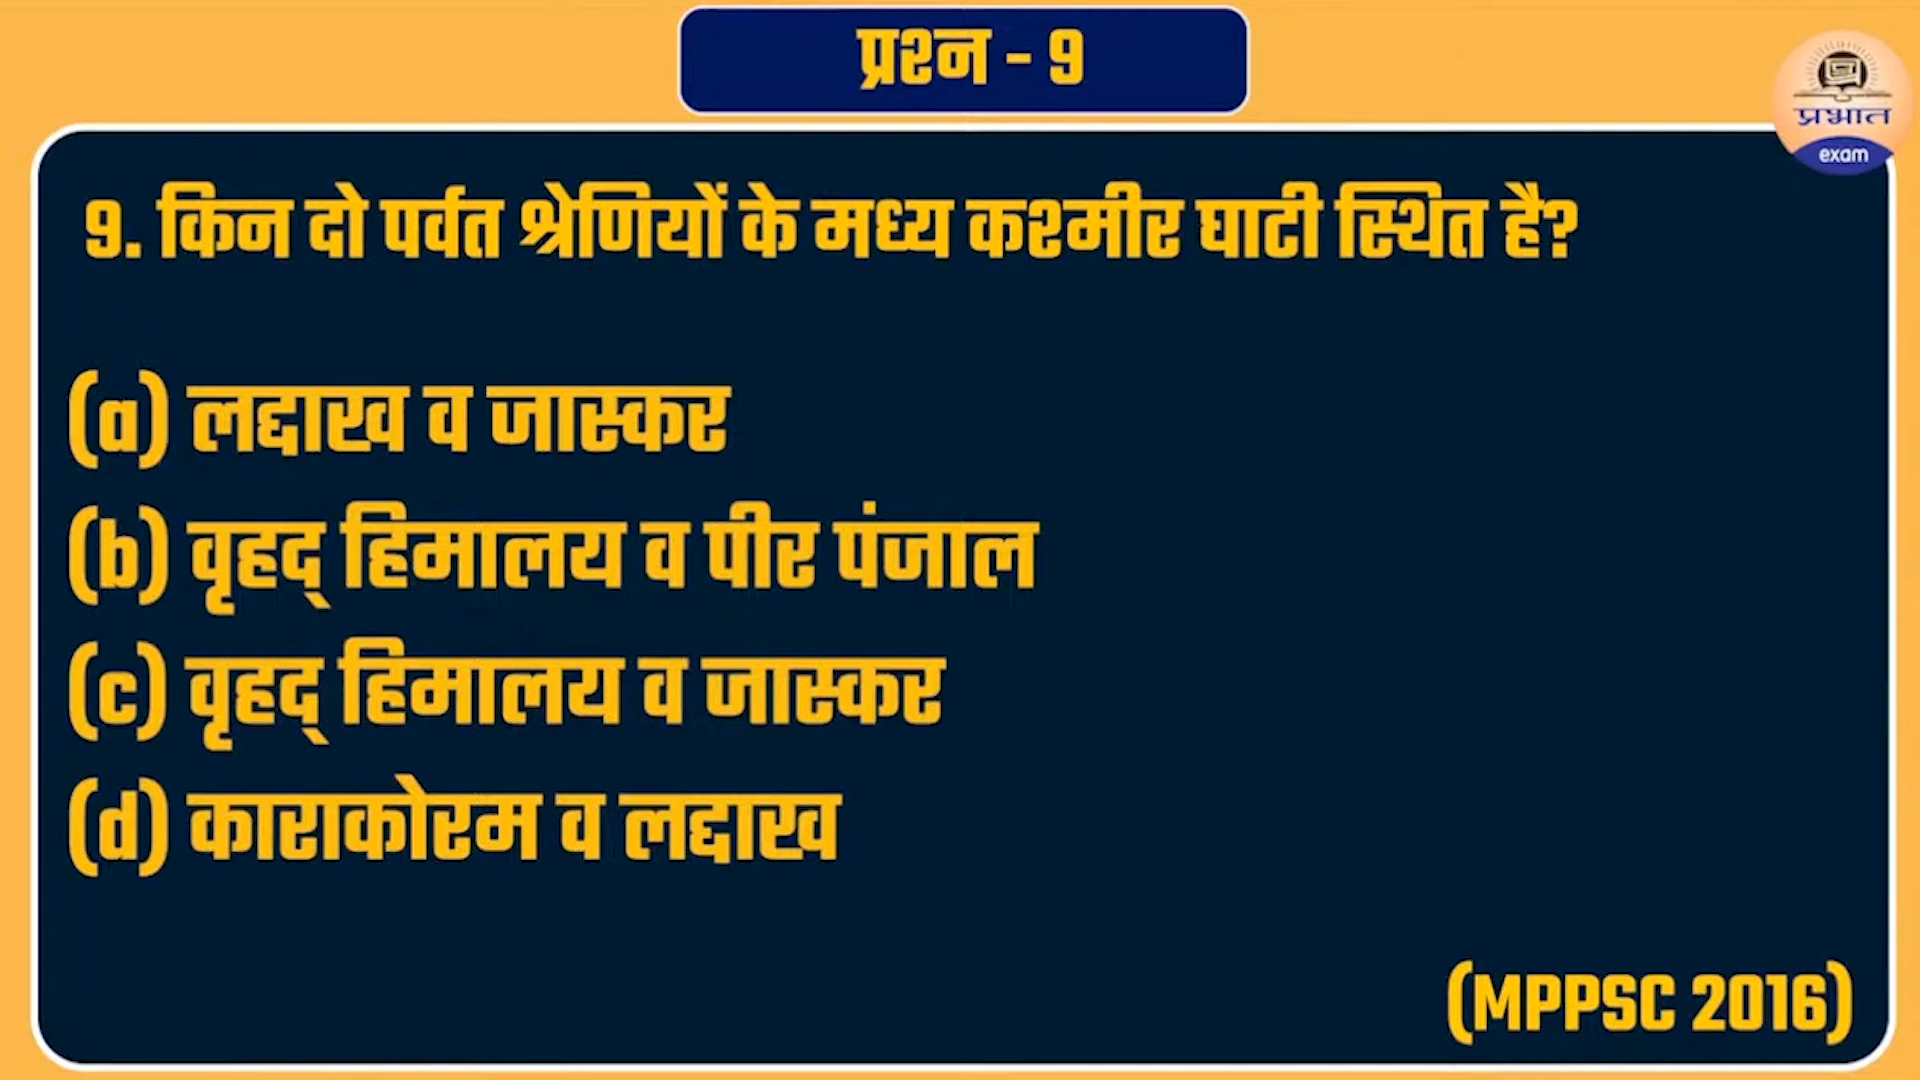 प्रश्न - 9
प्रभात
exam
9. किन दो पर्वत श्रेणियों के मध्य कश्मीर घाटी स्थित है?
(a) लद्दाख व जास्कर
(b) वृहद् हिमालय व पीर पंजाल
(c) वृहद् हिमालय व जास्कर
(d) काराकोरम व लद्दाख
(MPPSC 2016)